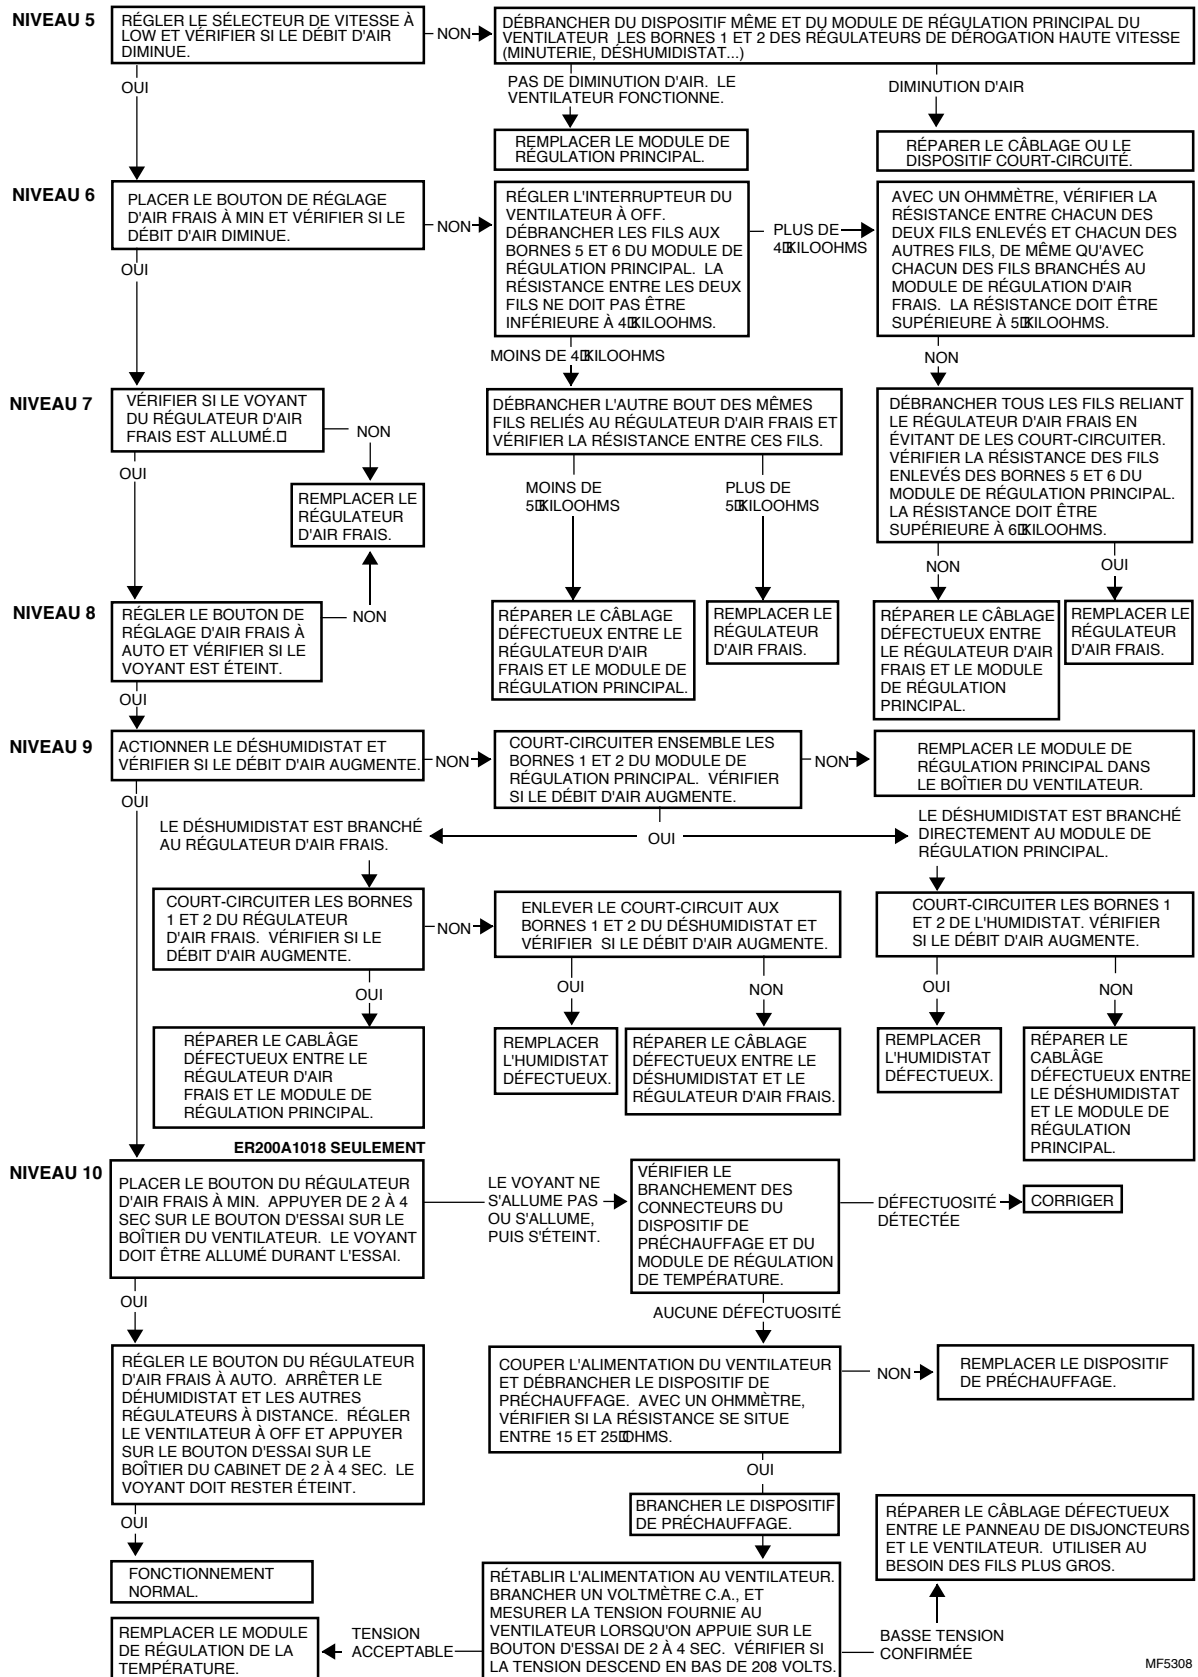 NIVEAU 5
RÉGLER LE SÉLECTEUR DE VITESSE À
LOW ET VÉRIFIER SI LE DÉBIT D'AIR
DIMINUE.
NON
DÉBRANCHER DU DISPOSITIF MÊME ET DU MODULE DE RÉGULATION PRINCIPAL DU
VENTILATEUR LES BORNES 1 ET 2 DES RÉGULATEURS DE DÉROGATION HAUTE VITESSE
(MINUTERIE, DÉSHUMIDISTAT...)
OUI
PAS DE DIMINUTION D'AIR. LE
VENTILATEUR FONCTIONNE.
DIMINUTION D'AIR
REMPLACER LE MODULE DE
RÉGULATION PRINCIPAL.
RÉPARER LE CÂBLAGE OU LE
DISPOSITIF COURT-CIRCUITÉ.
NIVEAU 6
PLACER LE BOUTON DE RÉGLAGE
D'AIR FRAIS À MIN ET VÉRIFIER SI LE
DÉBIT D'AIR DIMINUE.
NON
RÉGLER L'INTERRUPTEUR DU
VENTILATEUR À OFF.
DÉBRANCHER LES FILS AUX
BORNES 5 ET 6 DU MODULE DE
RÉGULATION PRINCIPAL. LA
RÉSISTANCE ENTRE LES DEUX
FILS NE DOIT PAS ÊTRE
INFÉRIEURE À 4 KILOOHMS.
PLUS DE
4 KILOOHMS
AVEC UN OHMMÈTRE, VÉRIFIER LA
RÉSISTANCE ENTRE CHACUN DES
DEUX FILS ENLEVÉS ET CHACUN DES
AUTRES FILS, DE MÊME QU'AVEC
CHACUN DES FILS BRANCHÉS AU
MODULE DE RÉGULATION D'AIR
FRAIS. LA RÉSISTANCE DOIT ÊTRE
SUPÉRIEURE À 5 KILOOHMS.
OUI
MOINS DE 4 KILOOHMS
NON
NIVEAU 7
VÉRIFIER SI LE VOYANT
DU RÉGULATEUR D'AIR
FRAIS EST ALLUMÉ.
NON
DÉBRANCHER L'AUTRE BOUT DES MÊMES
FILS RELIÉS AU RÉGULATEUR D'AIR FRAIS ET
VÉRIFIER LA RÉSISTANCE ENTRE CES FILS.
DÉBRANCHER TOUS LES FILS RELIANT
LE RÉGULATEUR D'AIR FRAIS EN
ÉVITANT DE LES COURT-CIRCUITER.
VÉRIFIER LA RÉSISTANCE DES FILS
ENLEVÉS DES BORNES 5 ET 6 DU
MODULE DE RÉGULATION PRINCIPAL.
LA RÉSISTANCE DOIT ÊTRE
SUPÉRIEURE À 6 KILOOHMS.
OUI
REMPLACER LE
RÉGULATEUR
D'AIR FRAIS.
MOINS DE
5 KILOOHMS
PLUS DE
5 KILOOHMS
NON
OUI
NIVEAU 8
RÉGLER LE BOUTON DE
RÉGLAGE D'AIR FRAIS À
AUTO ET VÉRIFIER SI LE
VOYANT EST ÉTEINT.
NON
RÉPARER LE CÂBLAGE
DÉFECTUEUX ENTRE LE
RÉGULATEUR D'AIR
FRAIS ET LE MODULE DE
RÉGULATION PRINCIPAL.
REMPLACER LE
RÉGULATEUR
D'AIR FRAIS.
RÉPARER LE CÂBLAGE
DÉFECTUEUX ENTRE
LE RÉGULATEUR D'AIR
FRAIS ET LE MODULE
DE RÉGULATION
PRINCIPAL.
REMPLACER LE
RÉGULATEUR
D'AIR FRAIS.
OUI
NIVEAU 9
ACTIONNER LE DÉSHUMIDISTAT ET
VÉRIFIER SI LE DÉBIT D'AIR AUGMENTE.
NON
COURT-CIRCUITER ENSEMBLE LES
BORNES 1 ET 2 DU MODULE DE
RÉGULATION PRINCIPAL. VÉRIFIER
SI LE DÉBIT D'AIR AUGMENTE.
NON
REMPLACER LE MODULE DE
RÉGULATION PRINCIPAL DANS
LE BOÎTIER DU VENTILATEUR.
OUI
LE DÉSHUMIDISTAT EST BRANCHÉ
AU RÉGULATEUR D'AIR FRAIS.
OUI
LE DÉSHUMIDISTAT EST BRANCHÉ
DIRECTEMENT AU MODULE DE
RÉGULATION PRINCIPAL.
COURT-CIRCUITER LES BORNES
1 ET 2 DU RÉGULATEUR
D'AIR FRAIS. VÉRIFIER SI LE
DÉBIT D'AIR AUGMENTE.
NON
ENLEVER LE COURT-CIRCUIT AUX
BORNES 1 ET 2 DU DÉSHUMIDISTAT ET
VÉRIFIER SI LE DÉBIT D'AIR AUGMENTE.
COURT-CIRCUITER LES BORNES 1
ET 2 DE L'HUMIDISTAT. VÉRIFIER
SI LE DÉBIT D'AIR AUGMENTE.
OUI
OUI
NON
OUI
NON
RÉPARER LE CABLÂGE
DÉFECTUEUX ENTRE LE
RÉGULATEUR D'AIR
FRAIS ET LE MODULE DE
RÉGULATION PRINCIPAL.
REMPLACER
L'HUMIDISTAT
DÉFECTUEUX.
RÉPARER LE CÂBLAGE
DÉFECTUEUX ENTRE LE
DÉSHUMIDISTAT ET LE
RÉGULATEUR D'AIR FRAIS.
REMPLACER
L'HUMIDISTAT
DÉFECTUEUX.
RÉPARER LE
CABLÂGE
DÉFECTUEUX ENTRE
LE DÉSHUMIDISTAT
ET LE MODULE DE
RÉGULATION
PRINCIPAL.
ER200A1018 SEULEMENT
NIVEAU 10
PLACER LE BOUTON DU RÉGULATEUR
D'AIR FRAIS À MIN. APPUYER DE 2 À 4
SEC SUR LE BOUTON D'ESSAI SUR LE
BOÎTIER DU VENTILATEUR. LE VOYANT
DOIT ÊTRE ALLUMÉ DURANT L'ESSAI.
LE VOYANT NE
S'ALLUME PAS
OU S'ALLUME,
PUIS S'ÉTEINT.
VÉRIFIER LE
BRANCHEMENT DES
CONNECTEURS DU
DISPOSITIF DE
PRÉCHAUFFAGE ET DU
MODULE DE RÉGULATION
DE TEMPÉRATURE.
DÉFECTUOSITÉ
DÉTECTÉE
CORRIGER
OUI
AUCUNE DÉFECTUOSITÉ
RÉGLER LE BOUTON DU RÉGULATEUR
D'AIR FRAIS À AUTO. ARRÊTER LE
DÉHUMIDISTAT ET LES AUTRES
RÉGULATEURS À DISTANCE. RÉGLER
LE VENTILATEUR À OFF ET APPUYER
SUR LE BOUTON D'ESSAI SUR LE
BOÎTIER DU CABINET DE 2 À 4 SEC. LE
VOYANT DOIT RESTER ÉTEINT.
COUPER L'ALIMENTATION DU VENTILATEUR
ET DÉBRANCHER LE DISPOSITIF DE
PRÉCHAUFFAGE. AVEC UN OHMMÈTRE,
VÉRIFIER SI LA RÉSISTANCE SE SITUE
ENTRE 15 ET 25 OHMS.
NON
REMPLACER LE DISPOSITIF
DE PRÉCHAUFFAGE.
OUI
BRANCHER LE DISPOSITIF
DE PRÉCHAUFFAGE.
RÉPARER LE CÂBLAGE DÉFECTUEUX
ENTRE LE PANNEAU DE DISJONCTEURS
ET LE VENTILATEUR. UTILISER AU
BESOIN DES FILS PLUS GROS.
OUI
FONCTIONNEMENT
NORMAL.
RÉTABLIR L'ALIMENTATION AU VENTILATEUR.
BRANCHER UN VOLTMÈTRE C.A., ET
MESURER LA TENSION FOURNIE AU
VENTILATEUR LORSQU'ON APPUIE SUR LE
BOUTON D'ESSAI DE 2 À 4 SEC. VÉRIFIER SI
LA TENSION DESCEND EN BAS DE 208 VOLTS.
REMPLACER LE MODULE
DE RÉGULATION DE LA
TEMPÉRATURE.
TENSION
ACCEPTABLE
BASSE TENSION
CONFIRMÉE
MF5308